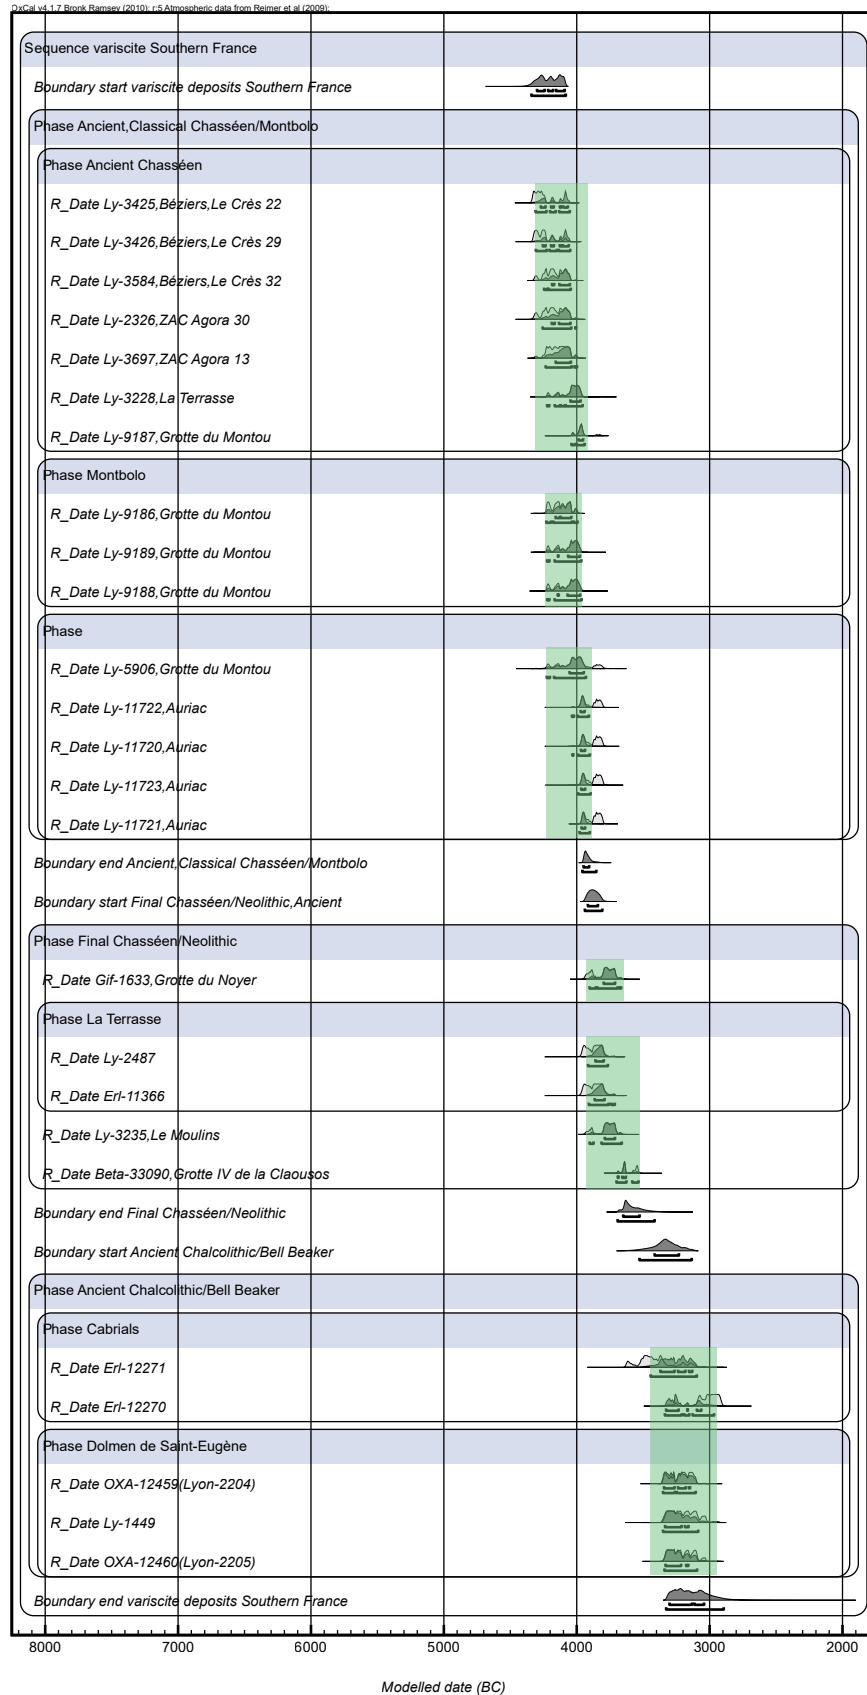 OxCal v4.1.7 Bronk Ramsey (2010); r:5 Atmospheric data from Reimer et al (2009);
Sequence variscite Southern France
Boundary start variscite deposits Southern France
Phase Ancient,Classical Chasséen/Montbolo
Phase Ancient Chasséen
R_Date Ly-3425,Béziers,Le Crès 22
R_Date Ly-3426,Béziers,Le Crès 29
R_Date Ly-3584,Béziers,Le Crès 32
R_Date Ly-2326,ZAC Agora 30
R_Date Ly-3697,ZAC Agora 13
R_Date Ly-3228,La Terrasse
R_Date Ly-9187,Grotte du Montou
Phase Montbolo
R_Date Ly-9186,Grotte du Montou
R_Date Ly-9189,Grotte du Montou
R_Date Ly-9188,Grotte du Montou
Phase
R_Date Ly-5906,Grotte du Montou
R_Date Ly-11722,Auriac
R_Date Ly-11720,Auriac
R_Date Ly-11723,Auriac
R_Date Ly-11721,Auriac
Boundary end Ancient,Classical Chasséen/Montbolo
Boundary start Final Chasséen/Neolithic,Ancient
Phase Final Chasséen/Neolithic
R_Date Gif-1633,Grotte du Noyer
Phase La Terrasse
R_Date Ly-2487
R_Date Erl-11366
R_Date Ly-3235,Le Moulins
R_Date Beta-33090,Grotte IV de la Claousos
Boundary end Final Chasséen/Neolithic
Boundary start Ancient Chalcolithic/Bell Beaker
Phase Ancient Chalcolithic/Bell Beaker
Phase Cabrials
R_Date Erl-12271
R_Date Erl-12270
Phase Dolmen de Saint-Eugène
R_Date OXA-12459(Lyon-2204)
R_Date Ly-1449
R_Date OXA-12460(Lyon-2205)
Boundary end variscite deposits Southern France
8000 7000 6000 5000 4000 3000 2000
Modelled date (BC)